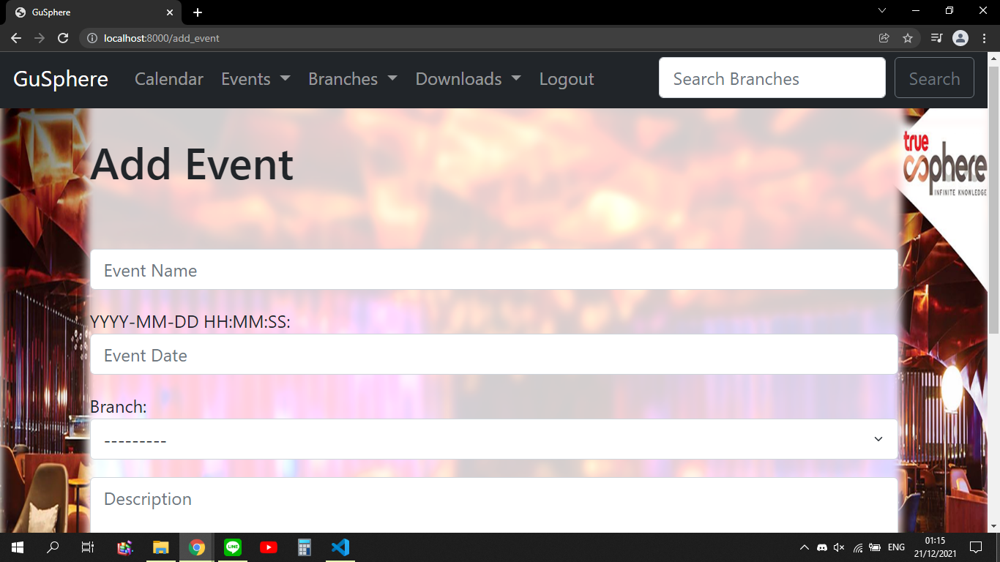 GuSphere
localhost:8000/add_event
GuSphere Calendar Events Branches Downloads Logout Search Branches Search
true
sphere
INFINITE KNOWLEDGE
Add Event
Event Name
YYYY-MM-DD HH:MM:SS:
Event Date
Branch:
---------
Description
LINE
ENG
01:15
21/12/2021